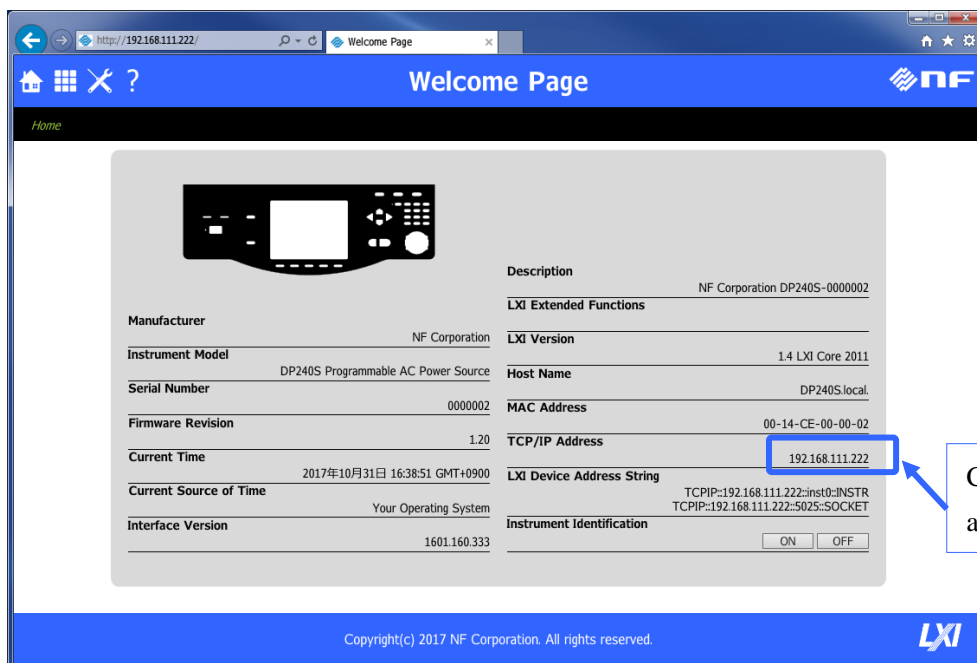 http://192.168.111.222/
Welcome Page
?
Welcome Page
nF
Home
Manufacturer
NF Corporation
Instrument Model
DP240S Programmable AC Power Source
Serial Number
0000002
Firmware Revision
1.20
Current Time
2017年10月31日 16:38:51 GMT+0900
Current Source of Time
Your Operating System
Interface Version
1601.160.333
Description
NF Corporation DP240S-0000002
LXI Extended Functions
LXI Version
1.4 LXI Core 2011
Host Name
DP240S.local.
MAC Address
00-14-CE-00-00-02
TCP/IP Address
192.168.111.222
LXI Device Address String
TCPIP::192.168.111.222::inst0::INSTR
TCPIP::192.168.111.222::5025::SOCKET
Instrument Identification
ON OFF
Copyright(c) 2017 NF Corporation. All rights reserved.
LXI